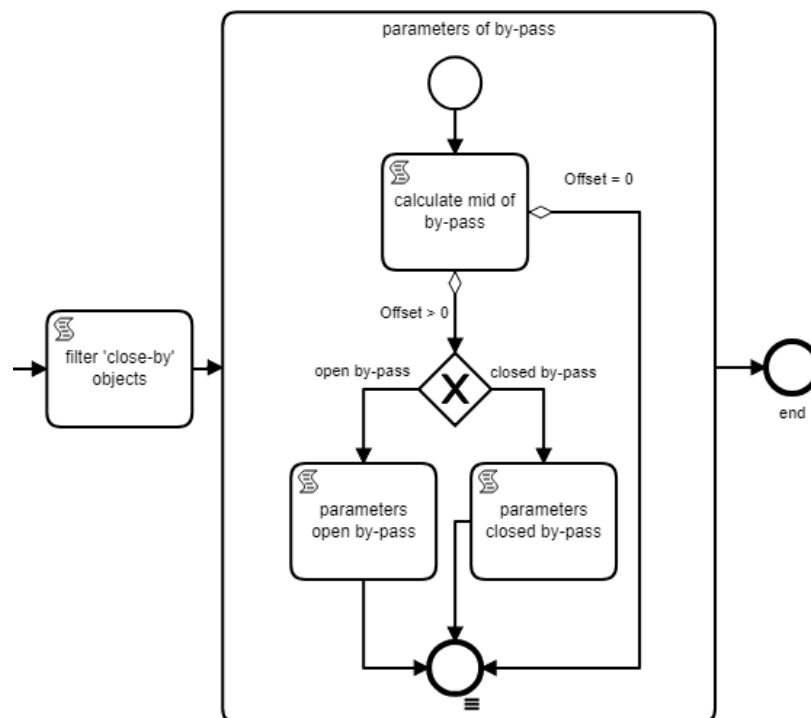 parameters of by-pass
calculate mid of
by-pass
Offset = 0
Offset > 0
filter 'close-by'
objects
open by-pass
closed by-pass
X
end
parameters
open by-pass
parameters
closed by-pass